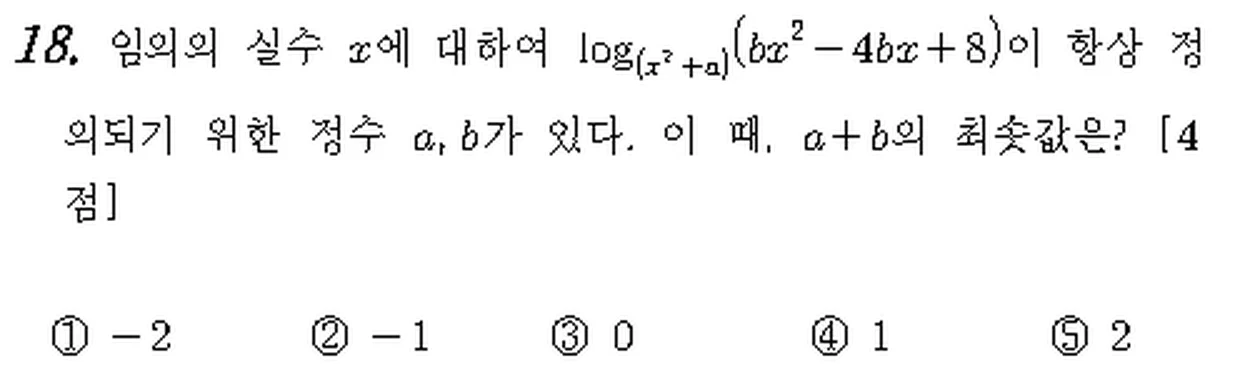 18. 임의의 실수 x에 대하여 log_(x²+a)(bx²−4bx+8)이 항상 정
의되기 위한 정수 a, b가 있다. 이 때, a+b의 최솟값은? [4
점]
① −2 ② −1 ③ 0 ④ 1 ⑤ 2